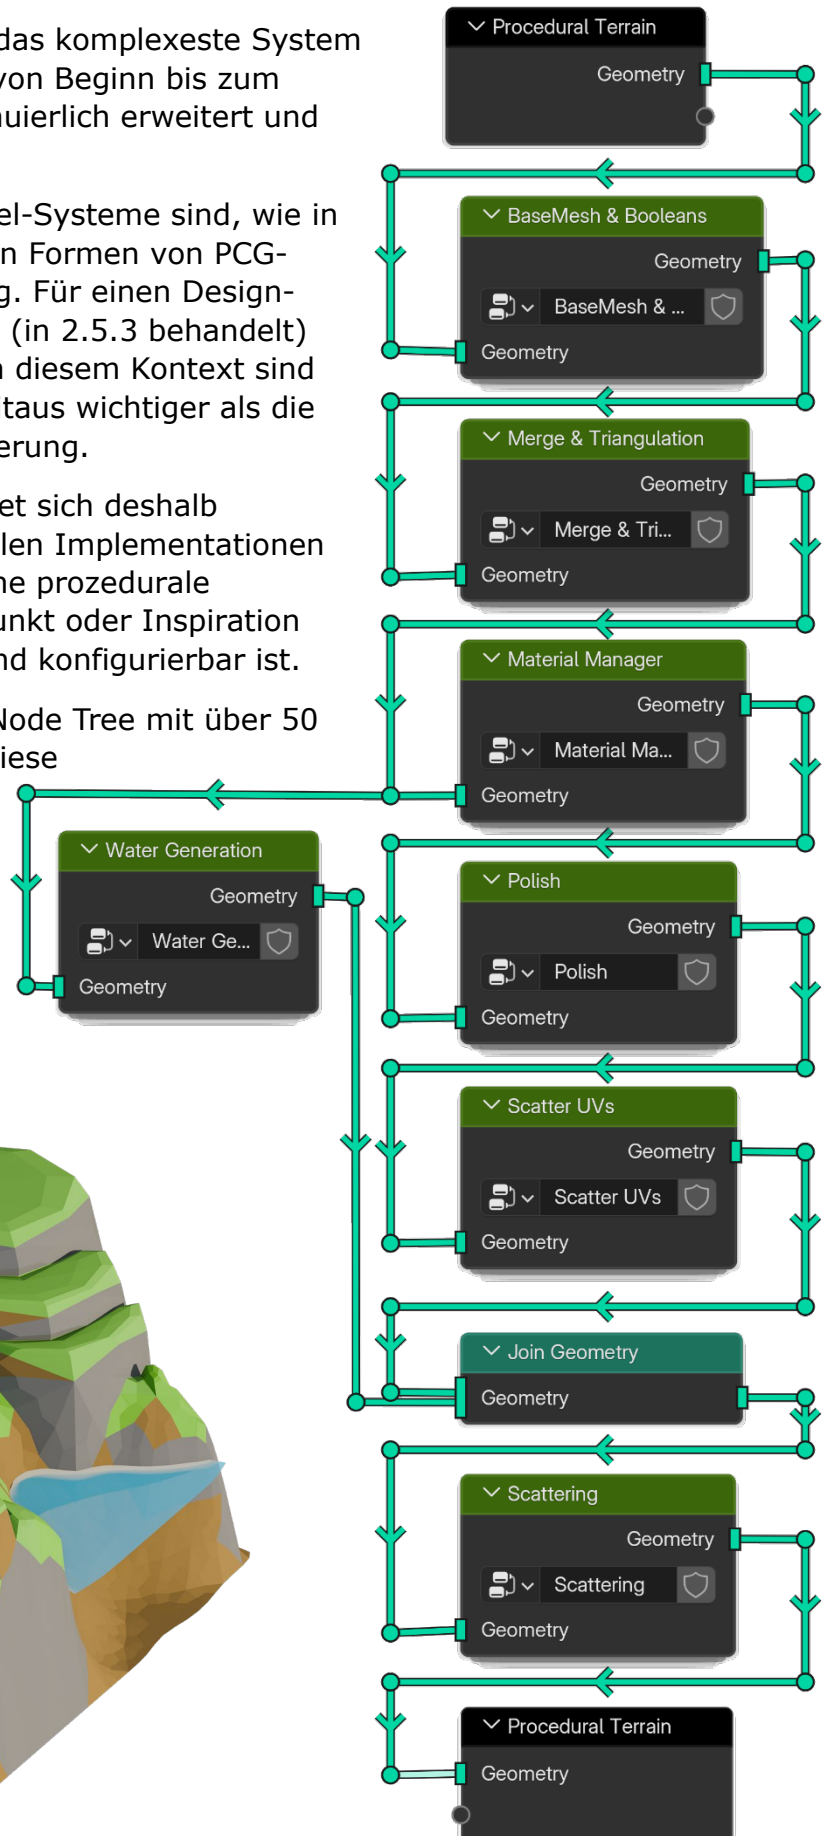 das komplexeste System
von Beginn bis zum
uierlich erweitert und
el-Systeme sind, wie in
n Formen von PCG-
g. Für einen Design-
(in 2.5.3 behandelt)
diesem Kontext sind
itaus wichtiger als die
erung.
et sich deshalb
len Implementationen
ne prozedurale
unkt oder Inspiration
nd konfigurierbar ist.
Node Tree mit über 50
iese
Procedural Terrain
Geometry
BaseMesh & Booleans
Geometry
BaseMesh & ...
Geometry
Merge & Triangulation
Geometry
Merge & Tri...
Geometry
Material Manager
Geometry
Material Ma...
Geometry
Water Generation
Geometry
Water Ge...
Geometry
Polish
Geometry
Polish
Geometry
Scatter UVs
Geometry
Scatter UVs
Geometry
Join Geometry
Geometry
Scattering
Geometry
Scattering
Geometry
Procedural Terrain
Geometry